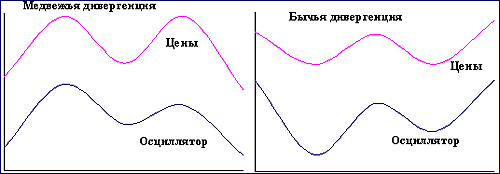 Медвежья дивергенция
Цены
Осциллятор
Бычья дивергенция
Цены
Осциллятор